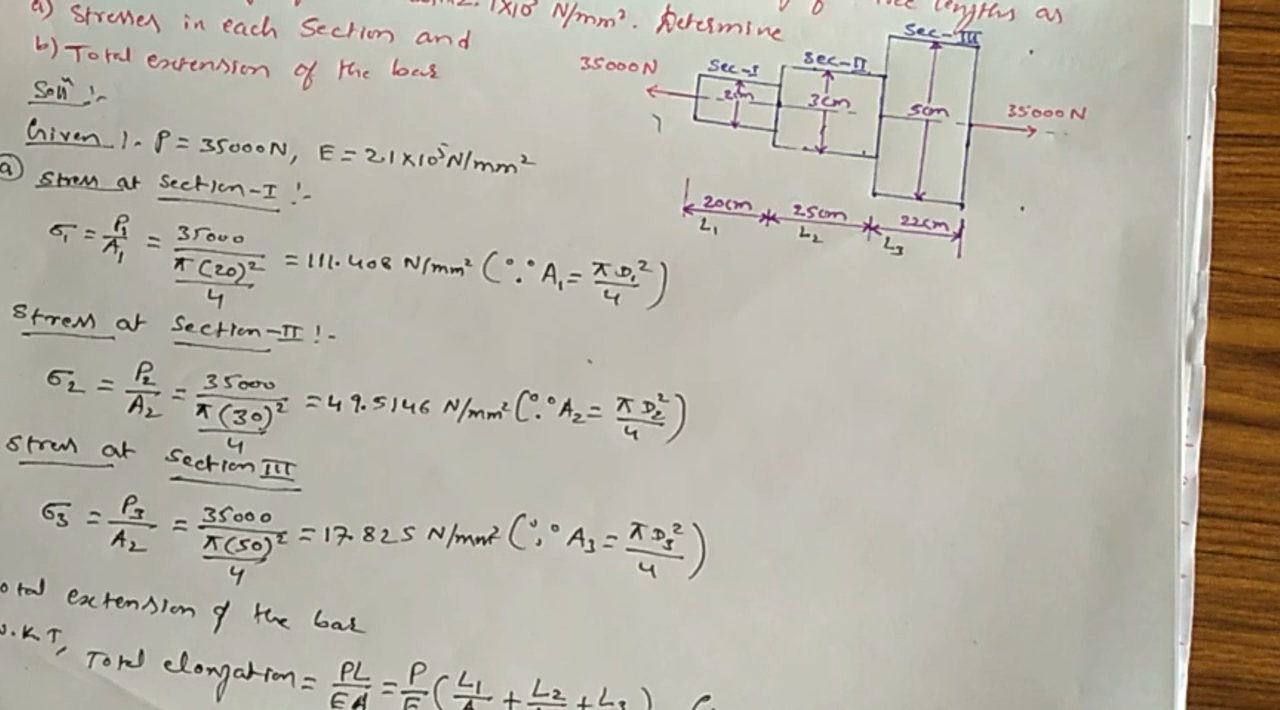 a) Stresses in each Section and
1X10⁵ N/mm². Determine
lengths as
b) Total extension of the bar
Solⁿ :-
Given :- P = 35000N, E = 2.1×10⁵N/mm²
35000N
Sec-I
Sec-II
Sec-III
2cm
3cm
5cm
35000N
20cm
25cm
22cm
L₁
L₂
L₃
a) Stress at Section-I :-
σ₁ = P₁/A₁ = 35000/(π(20)²/4) = 111.408 N/mm² (∵ A₁ = πD₁²/4)
Stress at Section-II :-
σ₂ = P₂/A₂ = 35000/(π(30)²/4) = 49.5146 N/mm² (∵ A₂ = πD₂²/4)
Stress at Section III
σ₃ = P₃/A₂ = 35000/(π(50)²/4) = 17.825 N/mm² (∵ A₃ = πD₃²/4)
otal extension of the bar
.K.T, Total elongation = PL/EA = P/E (L₁/A + L₂ + L₃)